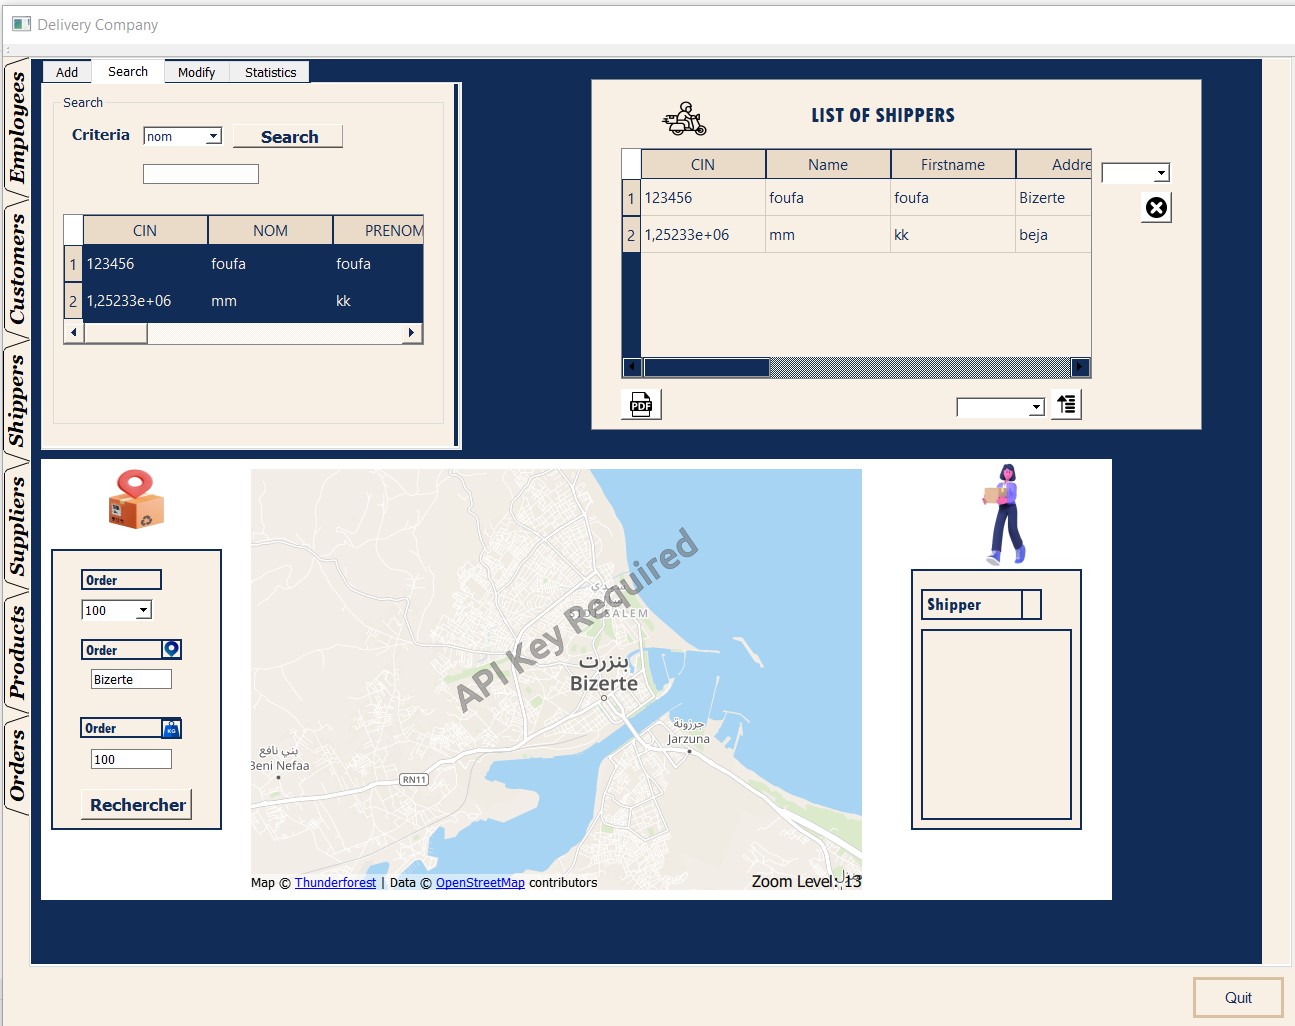 Delivery Company
Employees
Customers
Shippers
Suppliers
Products
Orders
Add Search Modify Statistics
Search
Criteria nom Search
CIN NOM PRENOM
1 123456 foufa foufa
2 1,25233e+06 mm kk
LIST OF SHIPPERS
CIN Name Firstname Addre
1 123456 foufa foufa Bizerte
2 1,25233e+06 mm kk beja
PDF
Order
100
Order
Bizerte
Order KG
100
Rechercher
API Key Required
بنزرت
Bizerte
جرزونة
Jarzuna
بني نافع
Beni Nefaa
RN11
Map © Thunderforest | Data © OpenStreetMap contributors
Zoom Level: 13
Shipper
Quit